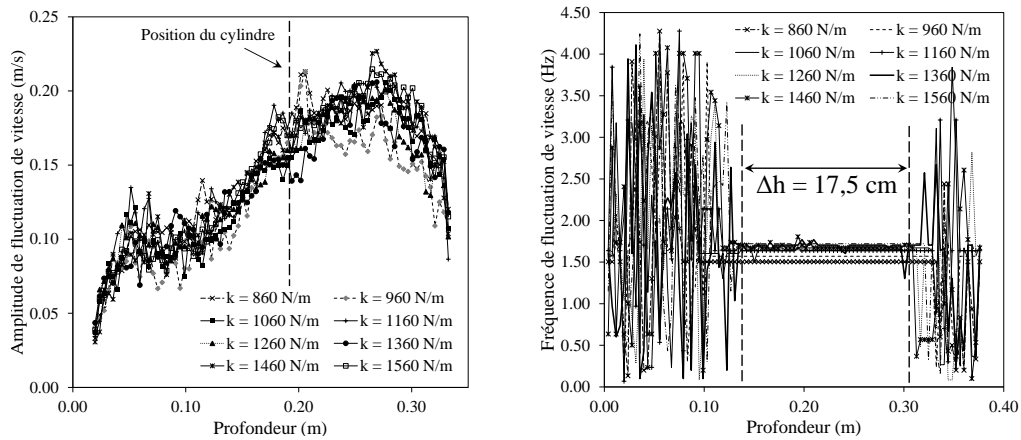 Amplitude de fluctuation de vitesse (m/s)
0.25
0.20
0.15
0.10
0.05
0.00
Position du cylindre
k = 860 N/m
k = 960 N/m
k = 1060 N/m
k = 1160 N/m
k = 1260 N/m
k = 1360 N/m
k = 1460 N/m
k = 1560 N/m
0.00
0.10
0.20
0.30
Profondeur (m)
Fréquence de fluctuation de vitesse (Hz)
4.50
4.00
3.50
3.00
2.50
2.00
1.50
1.00
0.50
0.00
k = 860 N/m
k = 960 N/m
k = 1060 N/m
k = 1160 N/m
k = 1260 N/m
k = 1360 N/m
k = 1460 N/m
k = 1560 N/m
Δh = 17,5 cm
0.00
0.10
0.20
0.30
0.40
Profondeur (m)